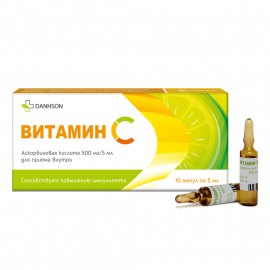 DANHSON
ВИТАМИН C
Аскорбиновая кислота 500 мг/5 мл
для приема внутрь
Способствует повышению иммунитета
10 ампул по 5 мл